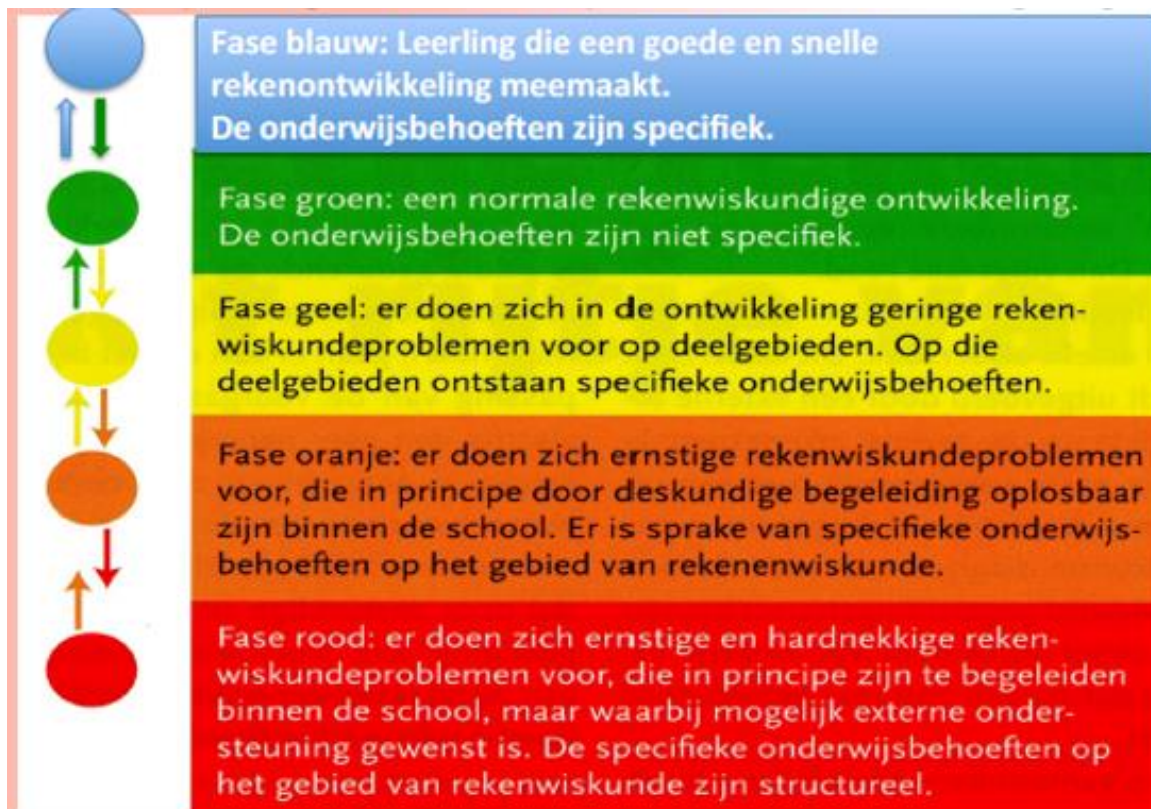 Fase blauw: Leerling die een goede en snelle
rekenontwikkeling meemaakt.
De onderwijsbehoeften zijn specifiek.
Fase groen: een normale rekenwiskundige ontwikkeling.
De onderwijsbehoeften zijn niet specifiek.
Fase geel: er doen zich in de ontwikkeling geringe reken-
wiskundeproblemen voor op deelgebieden. Op die
deelgebieden ontstaan specifieke onderwijsbehoeften.
Fase oranje: er doen zich ernstige rekenwiskundeproblemen
voor, die in principe door deskundige begeleiding oplosbaar
zijn binnen de school. Er is sprake van specifieke onderwijs-
behoeften op het gebied van rekenenwiskunde.
Fase rood: er doen zich ernstige en hardnekkige reken-
wiskundeproblemen voor, die in principe zijn te begeleiden
binnen de school, maar waarbij mogelijk externe onder-
steuning gewenst is. De specifieke onderwijsbehoeften op
het gebied van rekenwiskunde zijn structureel.